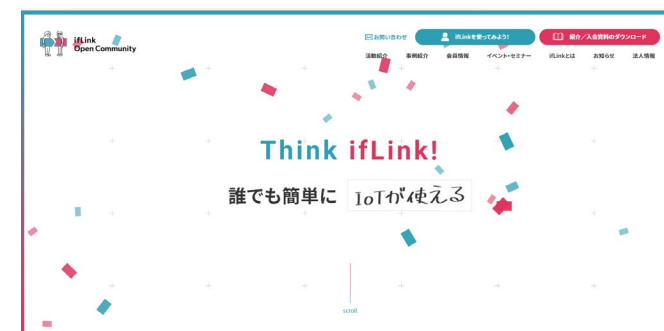 ifLink
Open Community
お問い合わせ
ifLinkを使ってみよう!
紹介／入会資料のダウンロード
活動紹介 事例紹介 会員情報 イベント・セミナー ifLinkとは お知らせ 法人情報
Think ifLink!
誰でも簡単に IoTが使える
scroll